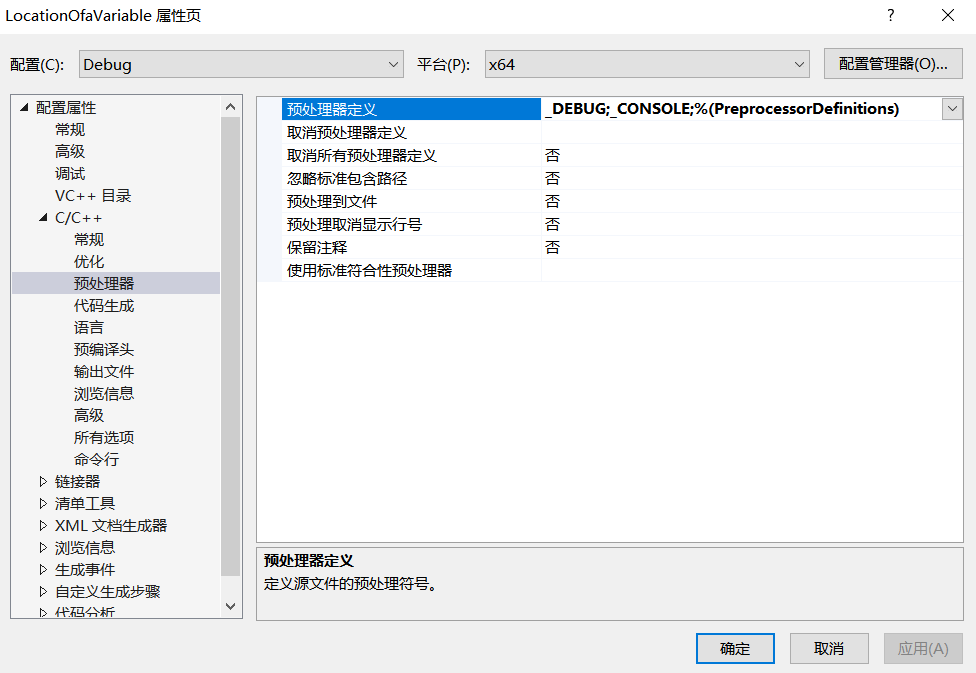 LocationOfaVariable 属性页
?
配置(C): Debug 平台(P): x64 配置管理器(O)...
配置属性
常规
高级
调试
VC++ 目录
C/C++
常规
优化
预处理器
代码生成
语言
预编译头
输出文件
浏览信息
高级
所有选项
命令行
链接器
清单工具
XML 文档生成器
浏览信息
生成事件
自定义生成步骤
代码分析
预处理器定义 _DEBUG;_CONSOLE;%(PreprocessorDefinitions)
取消预处理器定义
取消所有预处理器定义 否
忽略标准包含路径 否
预处理到文件 否
预处理取消显示行号 否
保留注释 否
使用标准符合性预处理器
预处理器定义
定义源文件的预处理符号。
确定 取消 应用(A)